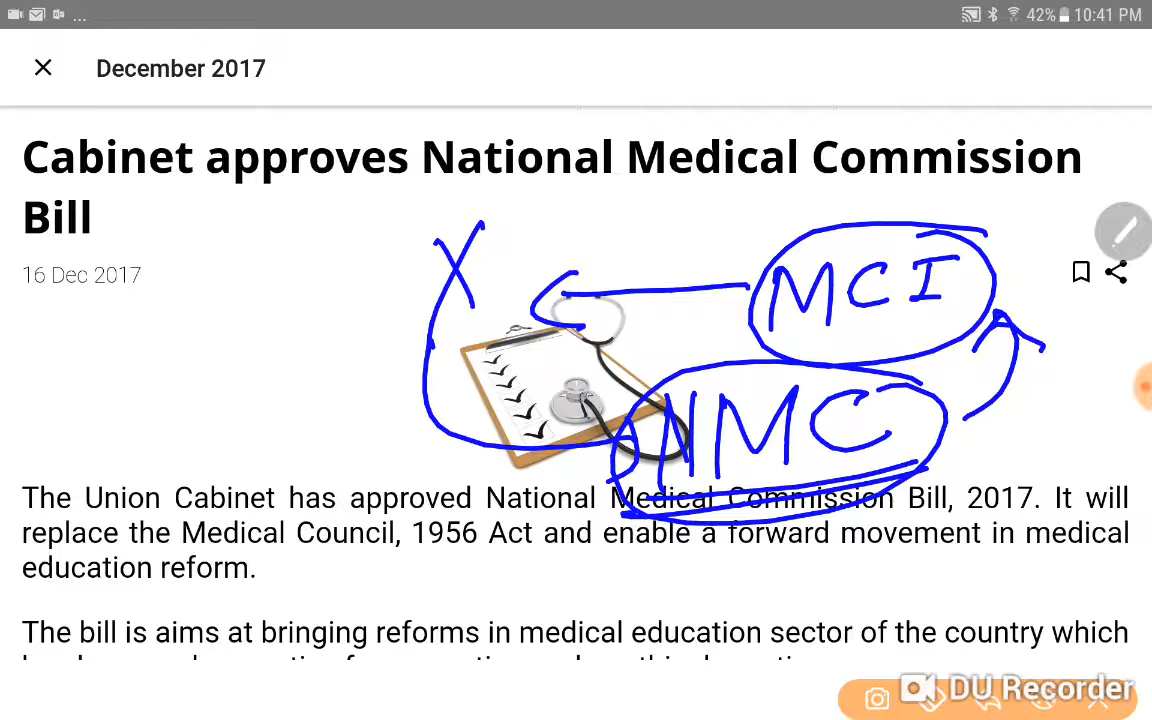 ... 42% 10:41 PM
December 2017
Cabinet approves National Medical Commission
Bill
16 Dec 2017
X
MCI
NMC
The Union Cabinet has approved National Medical Commission Bill, 2017. It will
replace the Medical Council, 1956 Act and enable a forward movement in medical
education reform.
The bill is aims at bringing reforms in medical education sector of the country which
DU Recorder